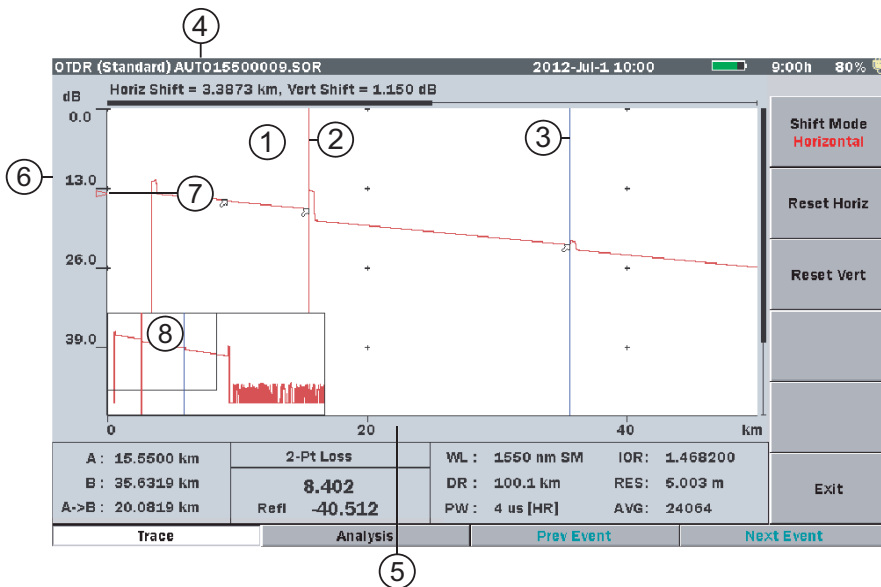 4
OTDR (Standard) AUTO15500009.SOR 2012-Jul-1 10:00 9:00h 80%
dB Horiz Shift = 3.3873 km, Vert Shift = 1.150 dB
0.0
1 2 3
6
13.0
7
26.0
39.0
8
0 20 40 km
Shift Mode
Horizontal
Reset Horiz
Reset Vert
Exit
A : 15.5500 km
B : 35.6319 km
A->B : 20.0819 km
2-Pt Loss
8.402
Refl -40.512
WL : 1550 nm SM IOR: 1.468200
DR : 100.1 km RES: 5.003 m
PW : 4 us [HR] AVG: 24064
Trace Analysis Prev Event Next Event
5